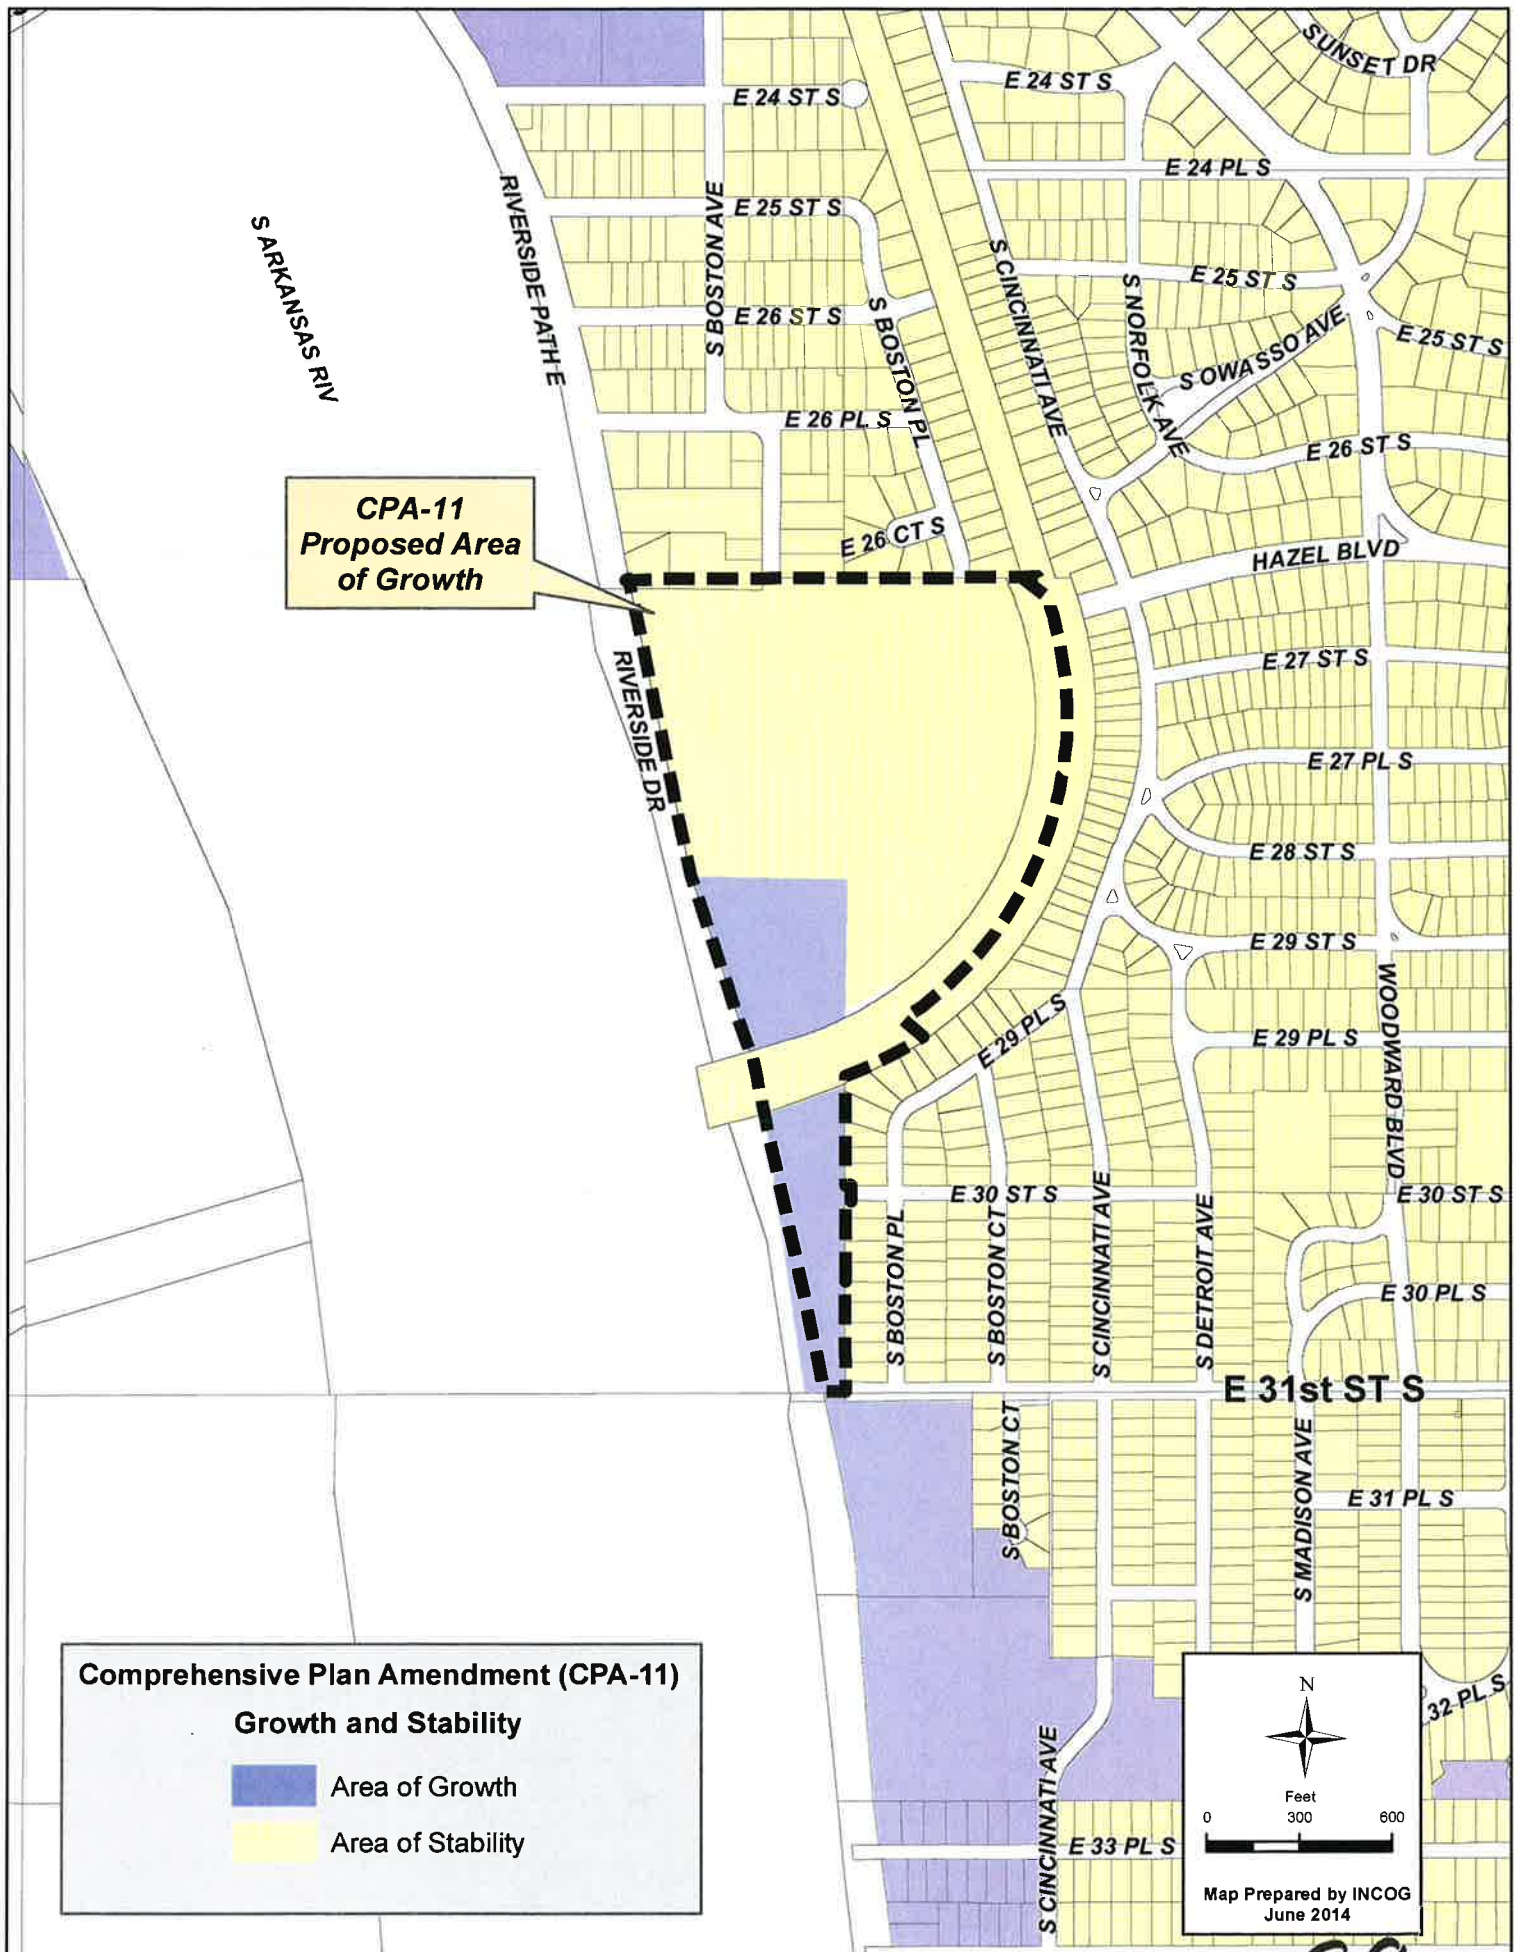 SUNSET DR
E 24 ST S
E 24 ST S
E 24 PL S
RIVERSIDE PATH E
S BOSTON AVE
E 25 ST S
S ARKANSAS RIV
S CINCINNATI AVE
E 25 ST S
S NORFOLK AVE
E 26 ST S
S BOSTON PL
S OWASSO AVE
E 25 ST S
E 26 PL S
E 26 ST S
CPA-11
Proposed Area
of Growth
E 26 CT S
HAZEL BLVD
RIVERSIDE DR
E 27 ST S
E 27 PL S
E 28 ST S
E 29 ST S
WOODWARD BLVD
E 29 PL S
E 29 PL S
E 30 ST S
E 30 ST S
S BOSTON PL
S BOSTON CT
S CINCINNATI AVE
S DETROIT AVE
E 30 PL S
E 31st ST S
S BOSTON CT
S MADISON AVE
E 31 PL S
32 PL S
Comprehensive Plan Amendment (CPA-11)
Growth and Stability
Area of Growth
Area of Stability
S CINCINNATI AVE
E 33 PL S
N
Feet
0 300 600
Map Prepared by INCOG
June 2014